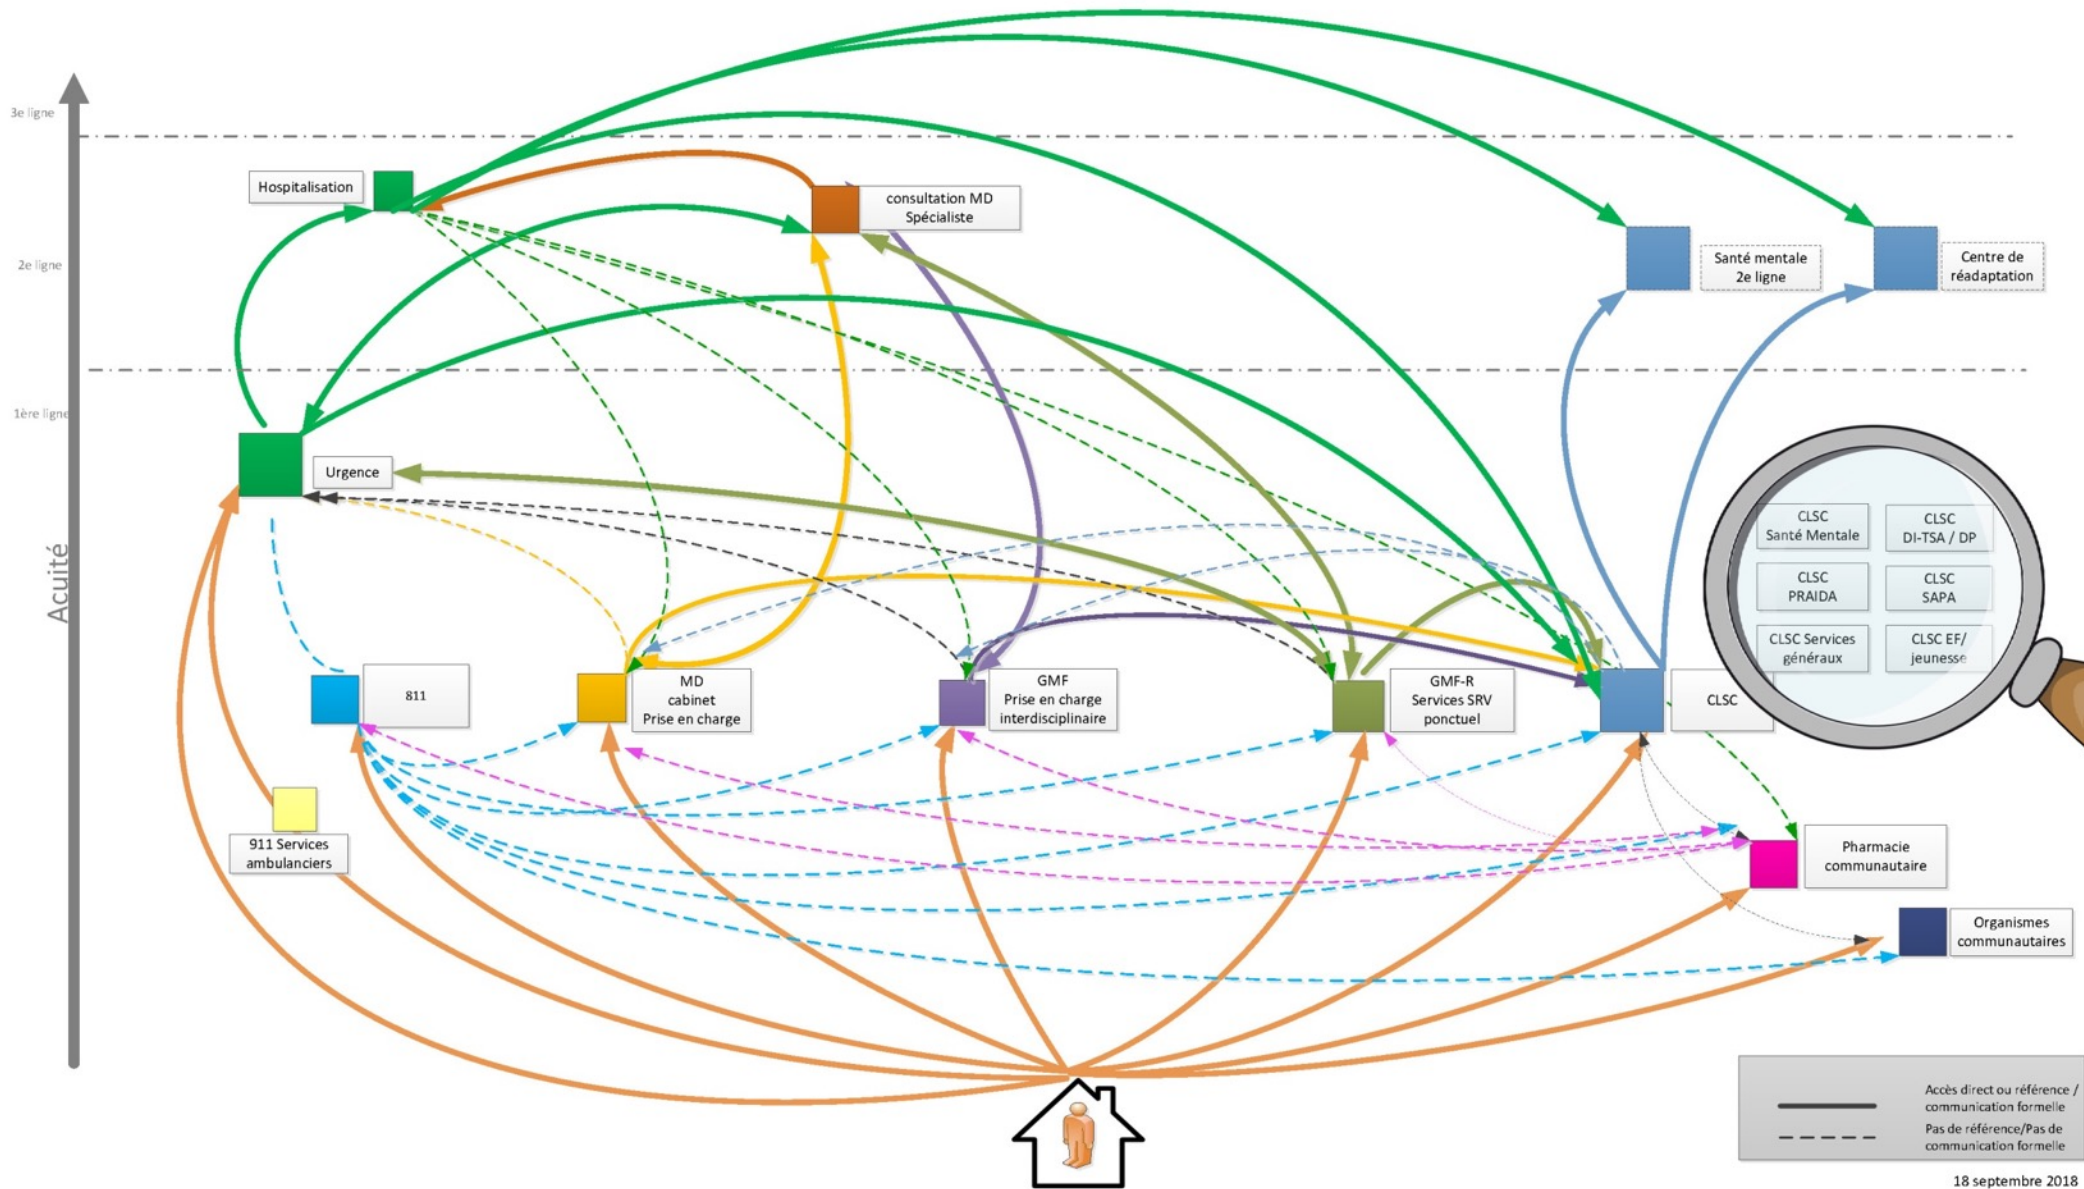 3e ligne
Hospitalisation
consultation MD
Spécialiste
2e ligne
Santé mentale
2e ligne
Centre de
réadaptation
1ère ligne
Urgence
Acuité
CLSC
Santé Mentale
CLSC
DI-TSA / DP
CLSC
PRAIDA
CLSC
SAPA
CLSC Services
généraux
CLSC EF/
jeunesse
811
MD
cabinet
Prise en charge
GMF
Prise en charge
interdisciplinaire
GMF-R
Services SRV
ponctuel
CLSC
911 Services
ambulanciers
Pharmacie
communautaire
Organismes
communautaires
Accès direct ou référence /
communication formelle
Pas de référence/Pas de
communication formelle
18 septembre 2018